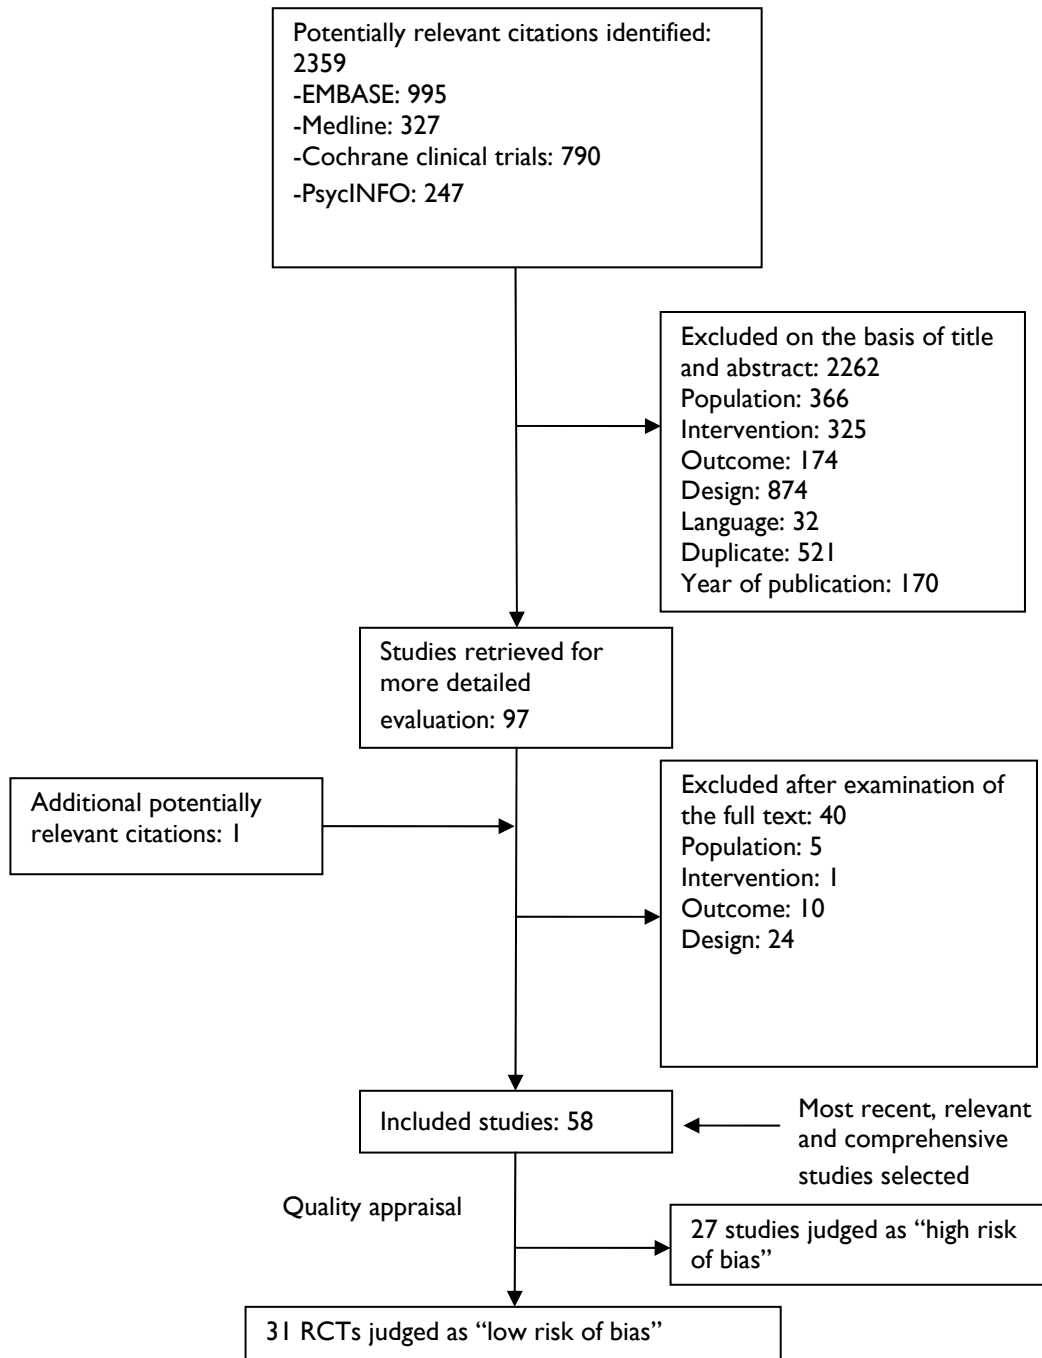 Potentially relevant citations identified:
2359
-EMBASE: 995
-Medline: 327
-Cochrane clinical trials: 790
-PsycINFO: 247
Excluded on the basis of title
and abstract: 2262
Population: 366
Intervention: 325
Outcome: 174
Design: 874
Language: 32
Duplicate: 521
Year of publication: 170
Studies retrieved for
more detailed
evaluation: 97
Additional potentially
relevant citations: 1
Excluded after examination of
the full text: 40
Population: 5
Intervention: 1
Outcome: 10
Design: 24
Included studies: 58
Most recent, relevant
and comprehensive
studies selected
Quality appraisal
27 studies judged as “high risk
of bias”
31 RCTs judged as “low risk of bias”